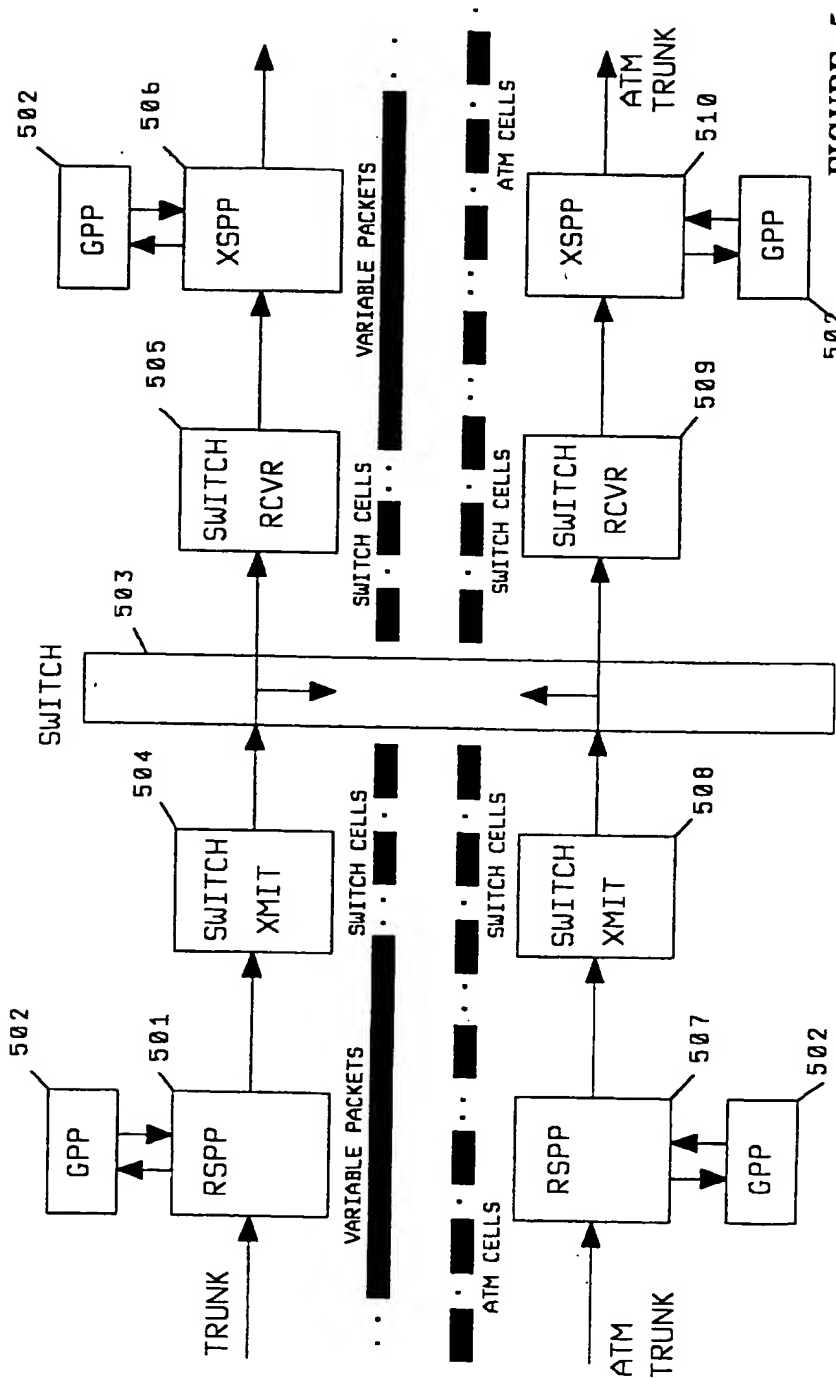 502
GPP
501
RSPP
TRUNK
504
SWITCH
XMIT
SWITCH
503
505
SWITCH
RCVR
502
GPP
506
XSPP
VARIABLE PACKETS
SWITCH CELLS
SWITCH CELLS
VARIABLE PACKETS
ATM CELLS
SWITCH CELLS
SWITCH CELLS
ATM CELLS
ATM
TRUNK
RSPP
507
GPP
502
SWITCH
XMIT
508
SWITCH
RCVR
509
XSPP
510
GPP
ATM
TRUNK
FIGURE